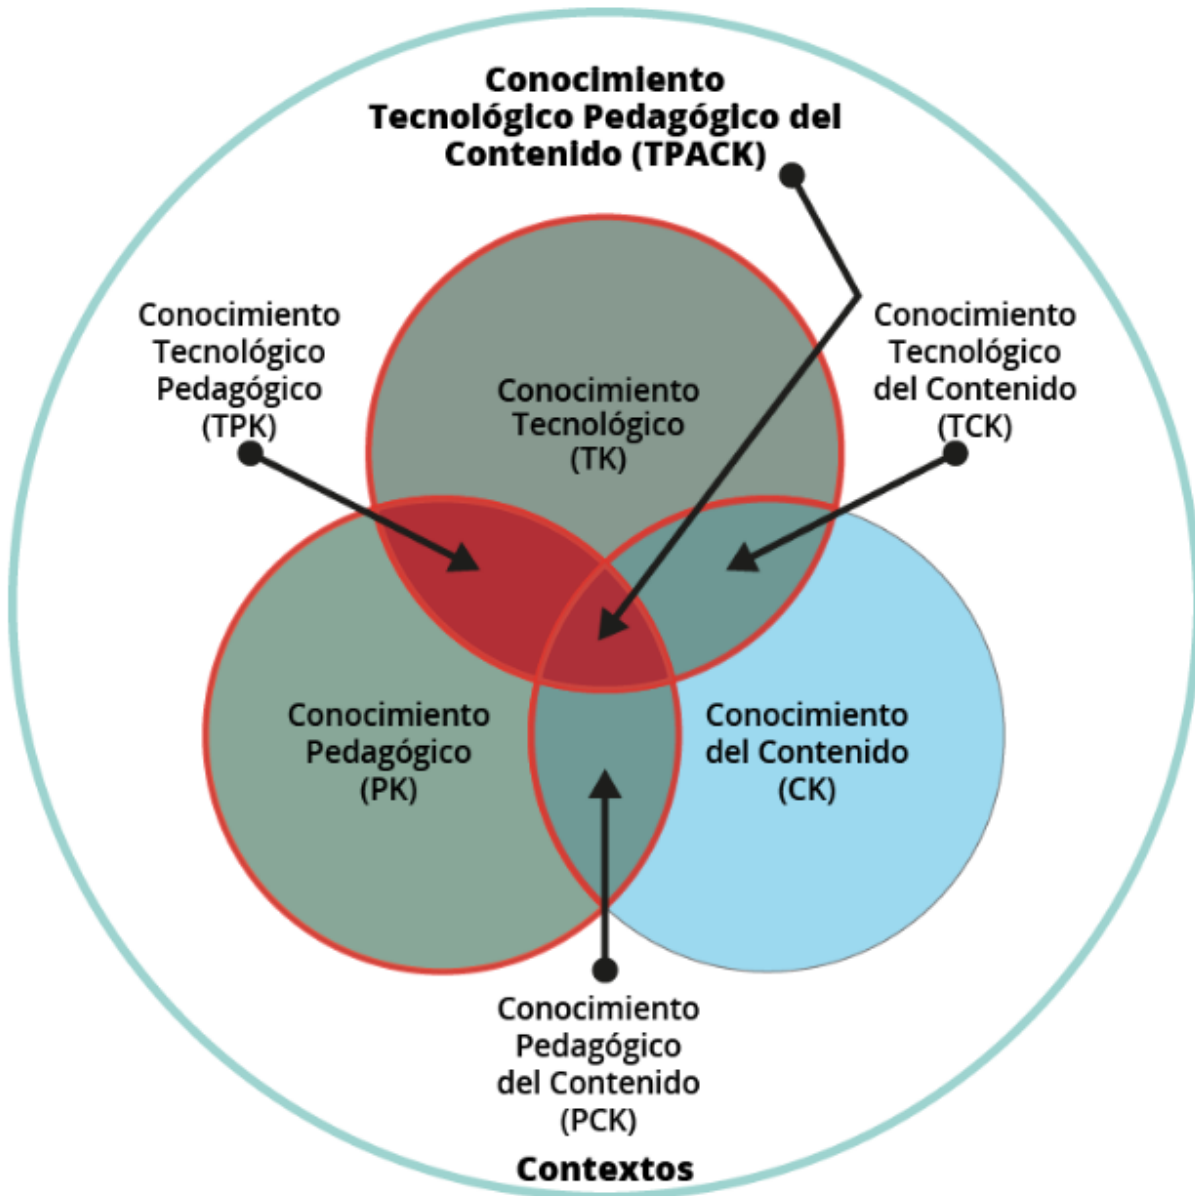 Conocimiento
Tecnológico Pedagógico del
Contenido (TPACK)
Conocimiento
Tecnológico
Pedagógico
(TPK)
Conocimiento
Tecnológico
(TK)
Conocimiento
Tecnológico
del Contenido
(TCK)
Conocimiento
Pedagógico
(PK)
Conocimiento
del Contenido
(CK)
Conocimiento
Pedagógico
del Contenido
(PCK)
Contextos